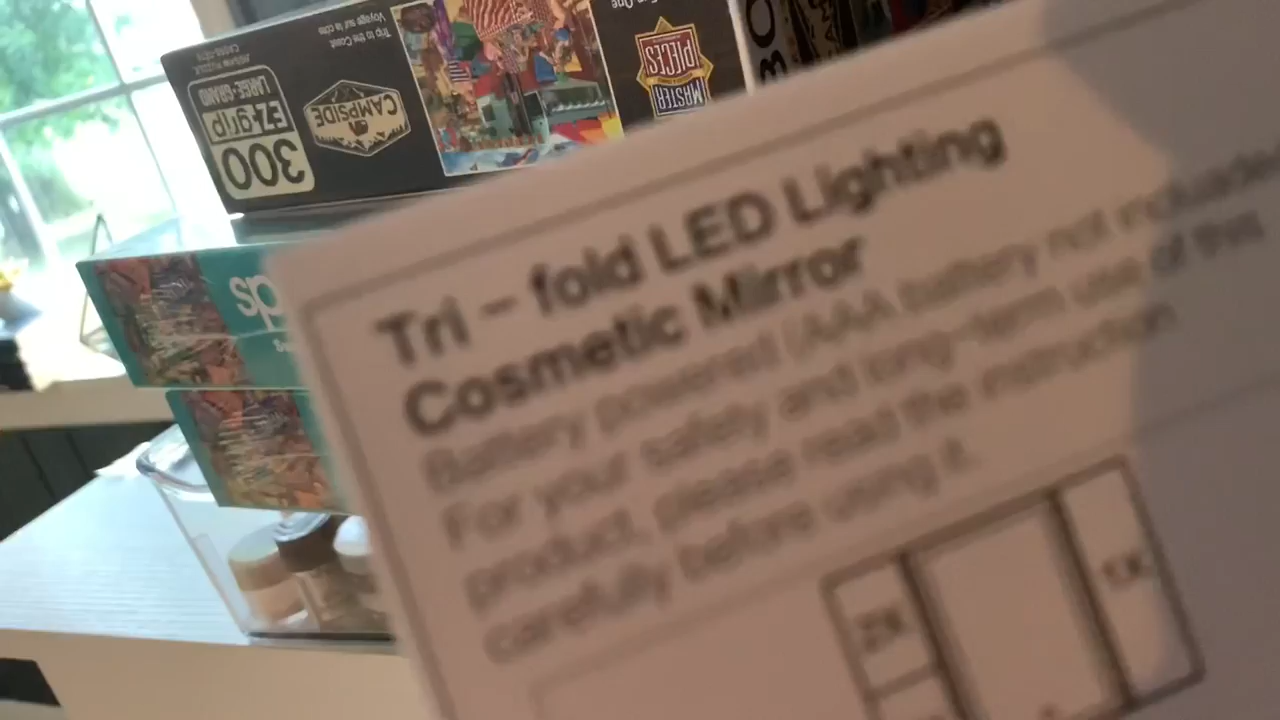 Trip to the Coast
Voyage sur la côte
300
EZ-grip
LARGE·GRAND
CAMPSIDE
MASTER
PIECES
sp
Tri – fold LED Lighting
Cosmetic Mirror
Battery powered (AAA battery not included
For your safety and long-term use of this
product, please read the instruction
carefully before using it.
2X
1X